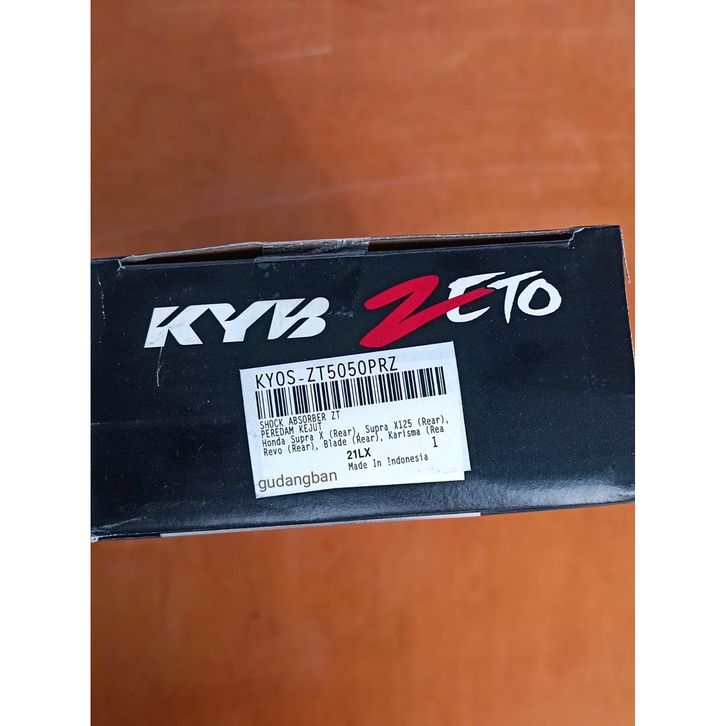 KYB ZETO
KYOS-ZT5050PRZ
SHOCK ABSORBER ZT
PEREDAM KEJUT
Honda Supra X (Rear), Supra X125 (Rear),
Revo (Rear), Blade (Rear), Karisma (Rea
21LX 1
Made In Indonesia
gudangban